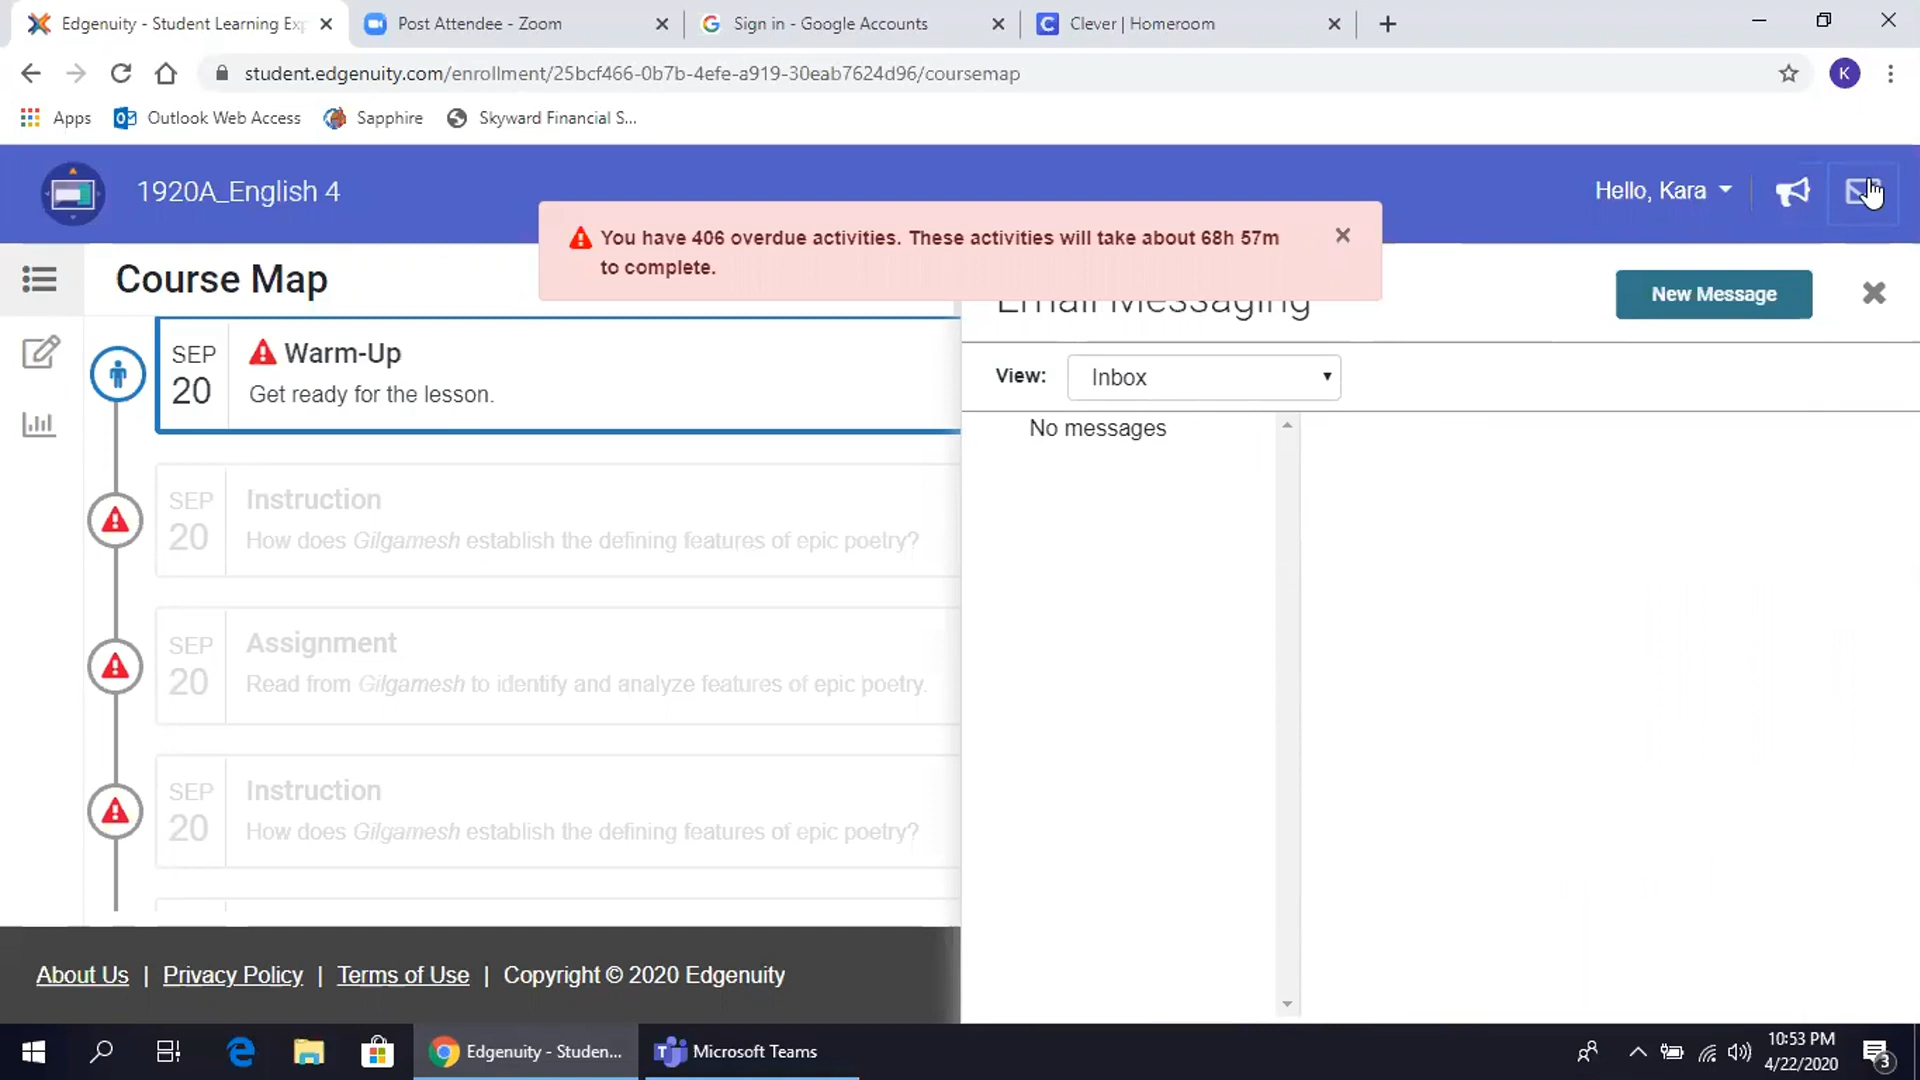 Edgenuity - Student Learning Exp
Post Attendee - Zoom
Sign in - Google Accounts
Clever | Homeroom
student.edgenuity.com/enrollment/25bcf466-0b7b-4efe-a919-30eab7624d96/coursemap
K
Apps
Outlook Web Access
Sapphire
Skyward Financial S...
1920A_English 4
Hello, Kara
You have 406 overdue activities. These activities will take about 68h 57m
to complete.
Course Map
Email Messaging
New Message
SEP
20
Warm-Up
Get ready for the lesson.
View:
Inbox
No messages
SEP
20
Instruction
How does Gilgamesh establish the defining features of epic poetry?
SEP
20
Assignment
Read from Gilgamesh to identify and analyze features of epic poetry.
SEP
20
Instruction
How does Gilgamesh establish the defining features of epic poetry?
About Us | Privacy Policy | Terms of Use | Copyright © 2020 Edgenuity
Edgenuity - Studen...
Microsoft Teams
10:53 PM
4/22/2020
3